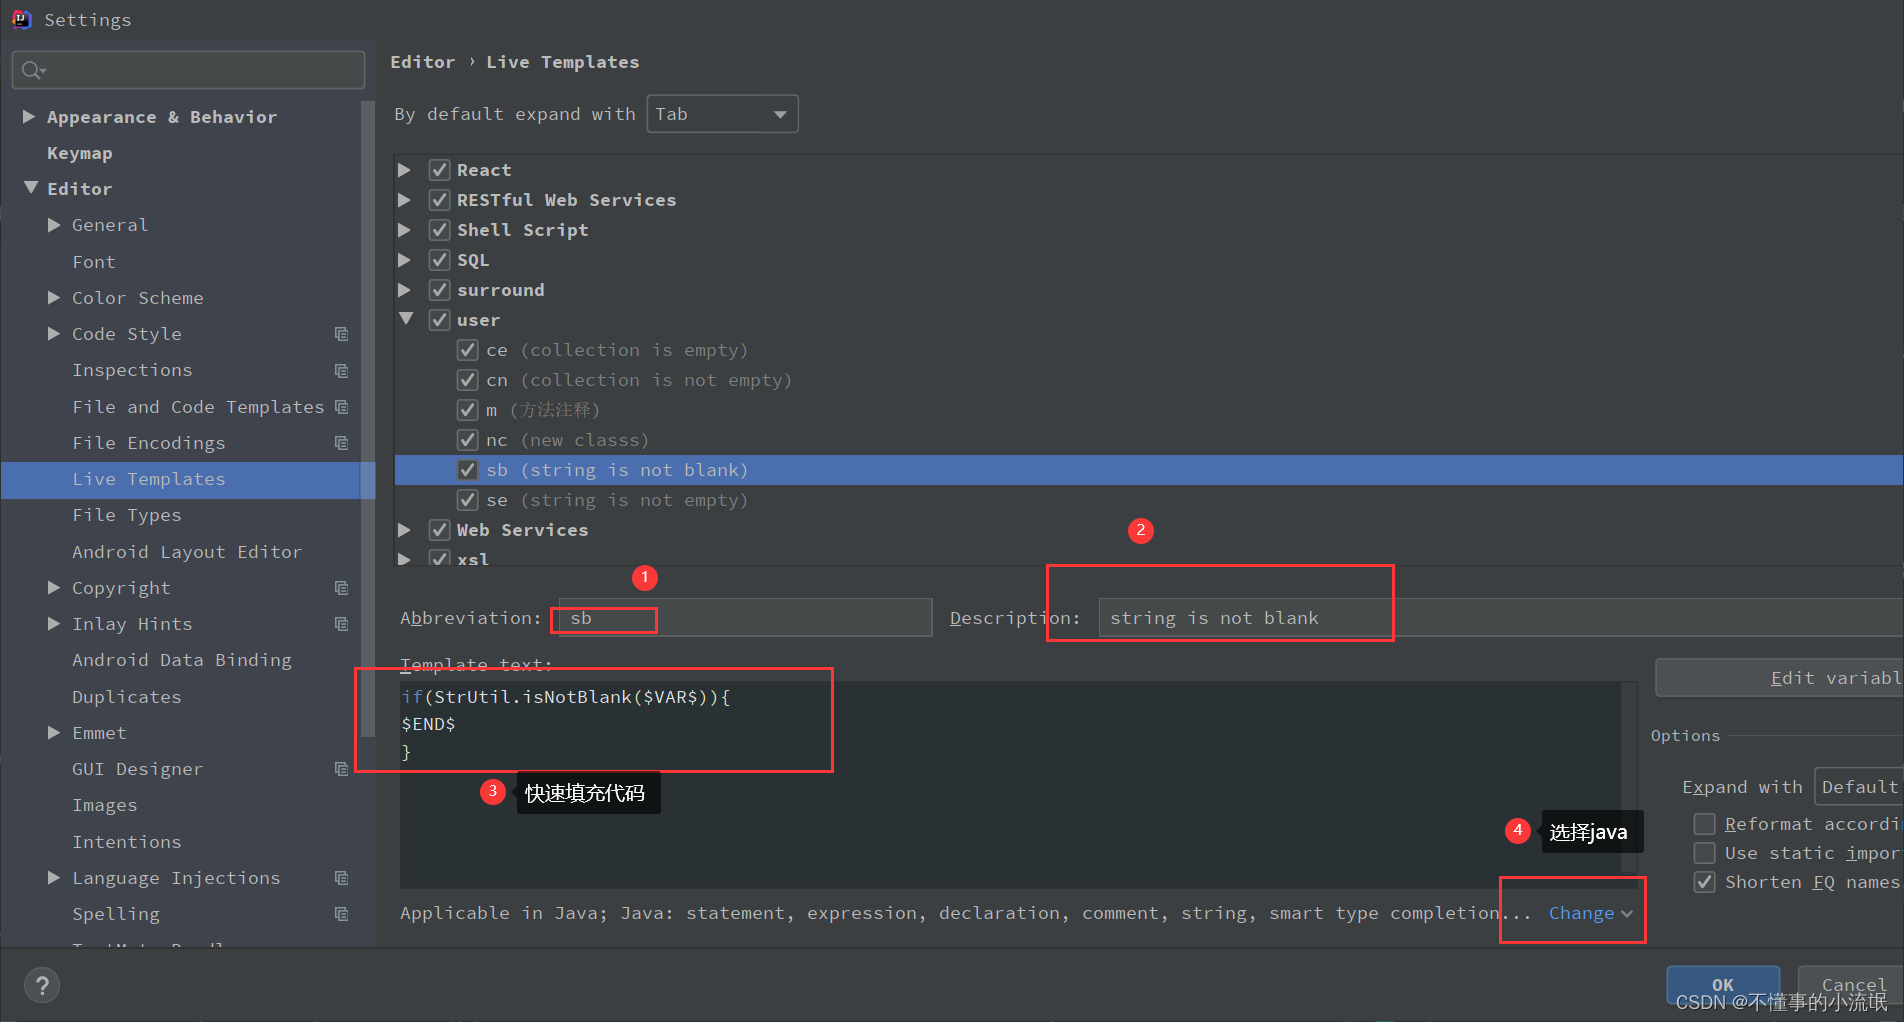 Settings
Appearance & Behavior
Keymap
Editor
General
Font
Color Scheme
Code Style
Inspections
File and Code Templates
File Encodings
Live Templates
File Types
Android Layout Editor
Copyright
Inlay Hints
Android Data Binding
Duplicates
Emmet
GUI Designer
Images
Intentions
Language Injections
Spelling
Editor › Live Templates
By default expand with Tab
React
RESTful Web Services
Shell Script
SQL
surround
user
ce (collection is empty)
cn (collection is not empty)
m (方法注释)
nc (new classs)
sb (string is not blank)
se (string is not empty)
Web Services
xsl
2
1
Abbreviation: sb Description: string is not blank
Template text:
if(StrUtil.isNotBlank($VAR$)){
$END$
}
3 快速填充代码
Edit variabl
Options
Expand with Default
4 选择java
Reformat accordi
Use static impor
Shorten FQ names
Applicable in Java; Java: statement, expression, declaration, comment, string, smart type completion... Change
? OK Cancel
CSDN @不懂事的小流氓